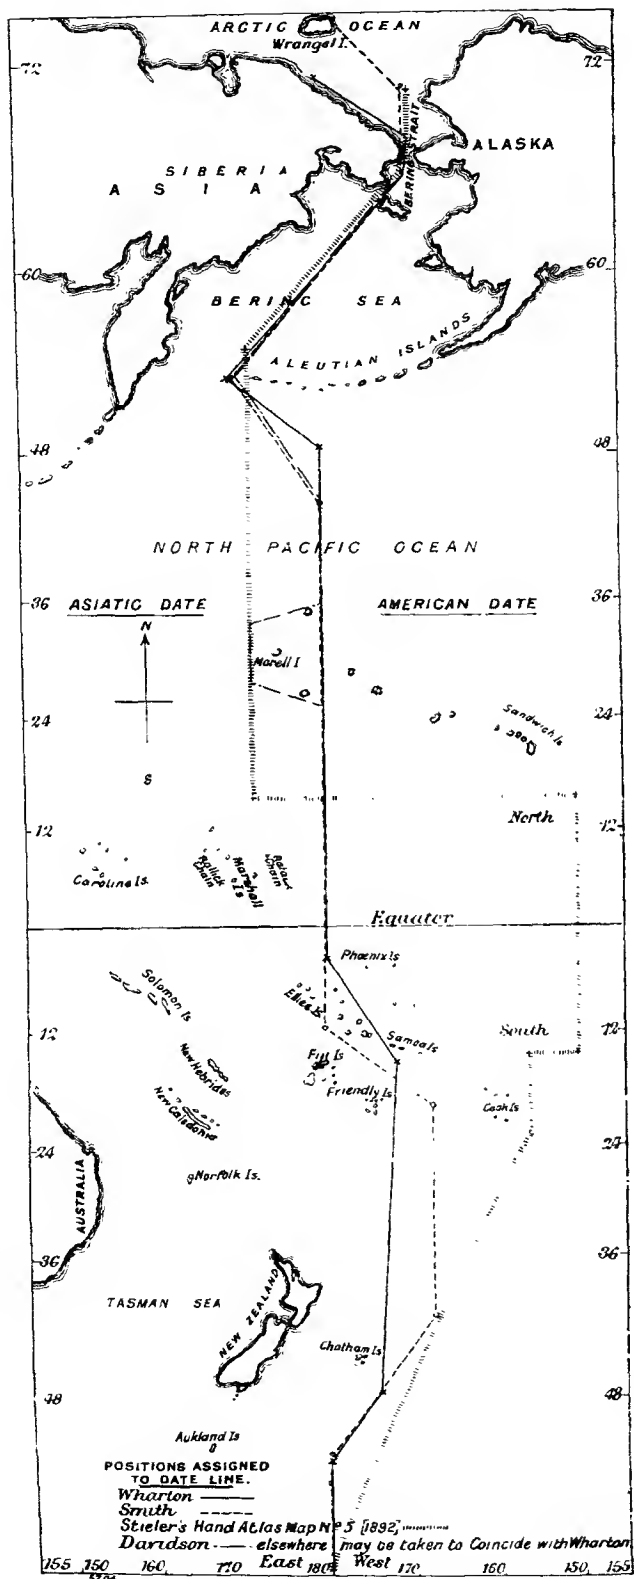 ARCTIC OCEAN
Wrangel I.
72 72
BERING STRAIT
ALASKA
SIBERIA
ASIA
60 60
BERING SEA
ALEUTIAN ISLANDS
48 48
NORTH PACIFIC OCEAN
36 36
ASIATIC DATE AMERICAN DATE
N
Morell I
24 24
Sandwich Is
S
North
12 12
Caroline Is.
Rallick Chain
Marshall Is
Chain
Equater
Phoenix Is
Solomon Is
Ellice Is
South
12 12
Samoa Is
Fiji Is
New Hebrides
Friendly Is
Cook Is
New Caledonia
24 24
Norfolk Is.
AUSTRALIA
36 36
TASMAN SEA
NEW ZEALAND
Chatham Is
48 48
Aukland Is
POSITIONS ASSIGNED
TO DATE LINE.
Wharton
Smith
Stieler's Hand Atlas Map No 5 [1892]
Davidson elsewhere may be taken to Coincide with Wharton
155 150 160 170 East 180 West 170 160 150 155